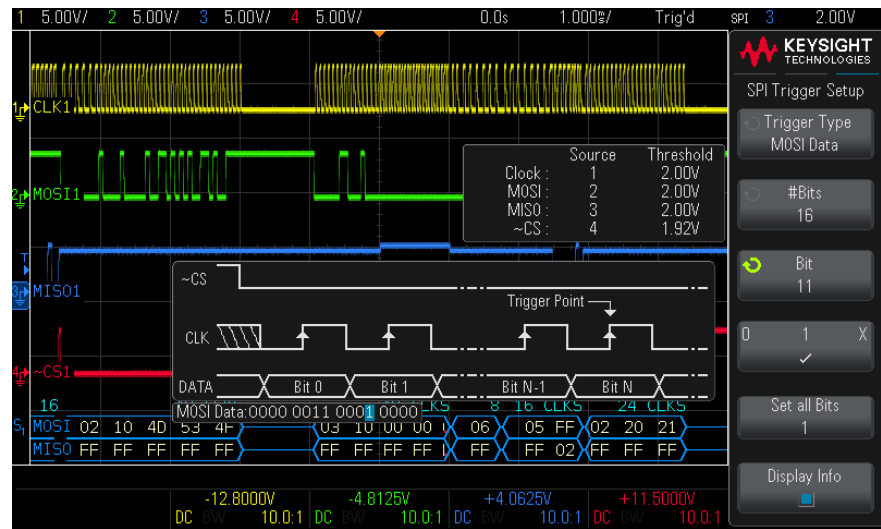 1 5.00V/ 2 5.00V/ 3 5.00V/ 4 5.00V/ 0.0s 1.000ms/ Trig'd SPI 3 2.00V
KEYSIGHT
TECHNOLOGIES
SPI Trigger Setup
Trigger Type
MOSI Data
#Bits
16
Bit
11
0 1 X
Set all Bits
1
Display Info
CLK1
MOSI1
MISO1
~CS1
Source Threshold
Clock : 1 2.00V
MOSI : 2 2.00V
MISO : 3 2.00V
~CS : 4 1.92V
~CS
Trigger Point
CLK
DATA Bit 0 Bit 1 Bit N-1 Bit N
MOSI Data:0000 0011 0001 0000
16 8 16 CLKS 24 CLKS
S1 MOSI 02 10 4D 53 4F 03 10 00 00 06 05 FF 02 20 21
MISO FF FF FF FF FF FF FF FF FF FF FF 02 FF FF FF
-12.8000V -4.8125V +4.0625V +11.5000V
DC BW 10.0:1 DC BW 10.0:1 DC BW 10.0:1 DC BW 10.0:1